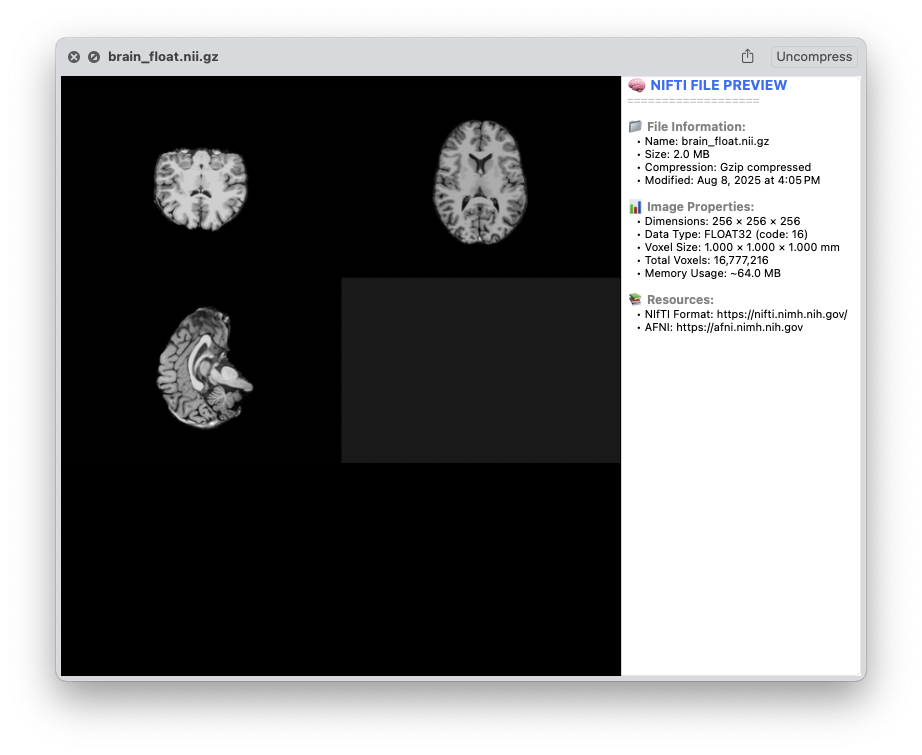 brain_float.nii.gz
Uncompress
🧠 NIFTI FILE PREVIEW
===================
📁 File Information:
• Name: brain_float.nii.gz
• Size: 2.0 MB
• Compression: Gzip compressed
• Modified: Aug 8, 2025 at 4:05 PM
📊 Image Properties:
• Dimensions: 256 × 256 × 256
• Data Type: FLOAT32 (code: 16)
• Voxel Size: 1.000 × 1.000 × 1.000 mm
• Total Voxels: 16,777,216
• Memory Usage: ~64.0 MB
📚 Resources:
• NIfTI Format: https://nifti.nimh.nih.gov/
• AFNI: https://afni.nimh.nih.gov